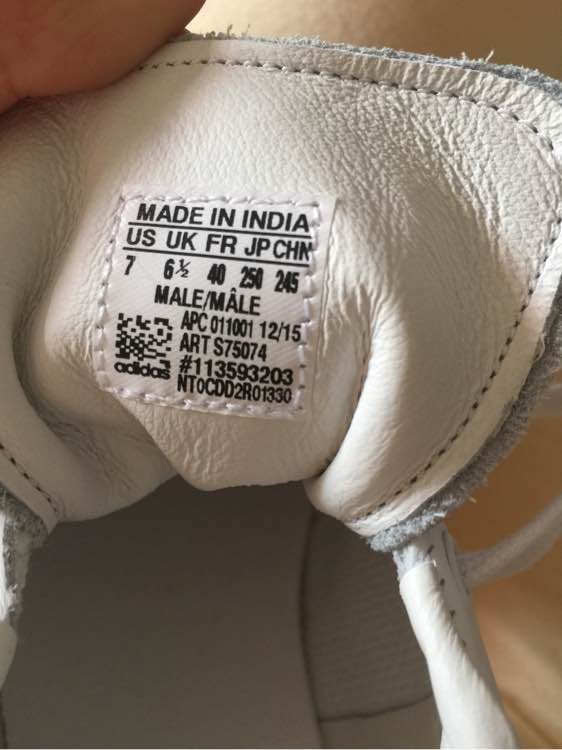 MADE IN INDIA
US UK FR JP CHN
7 6½ 40 250 245
MALE/MÂLE
APC 011001 12/15
ART S75074
#113593203
adidas
NT0CDD2R01330